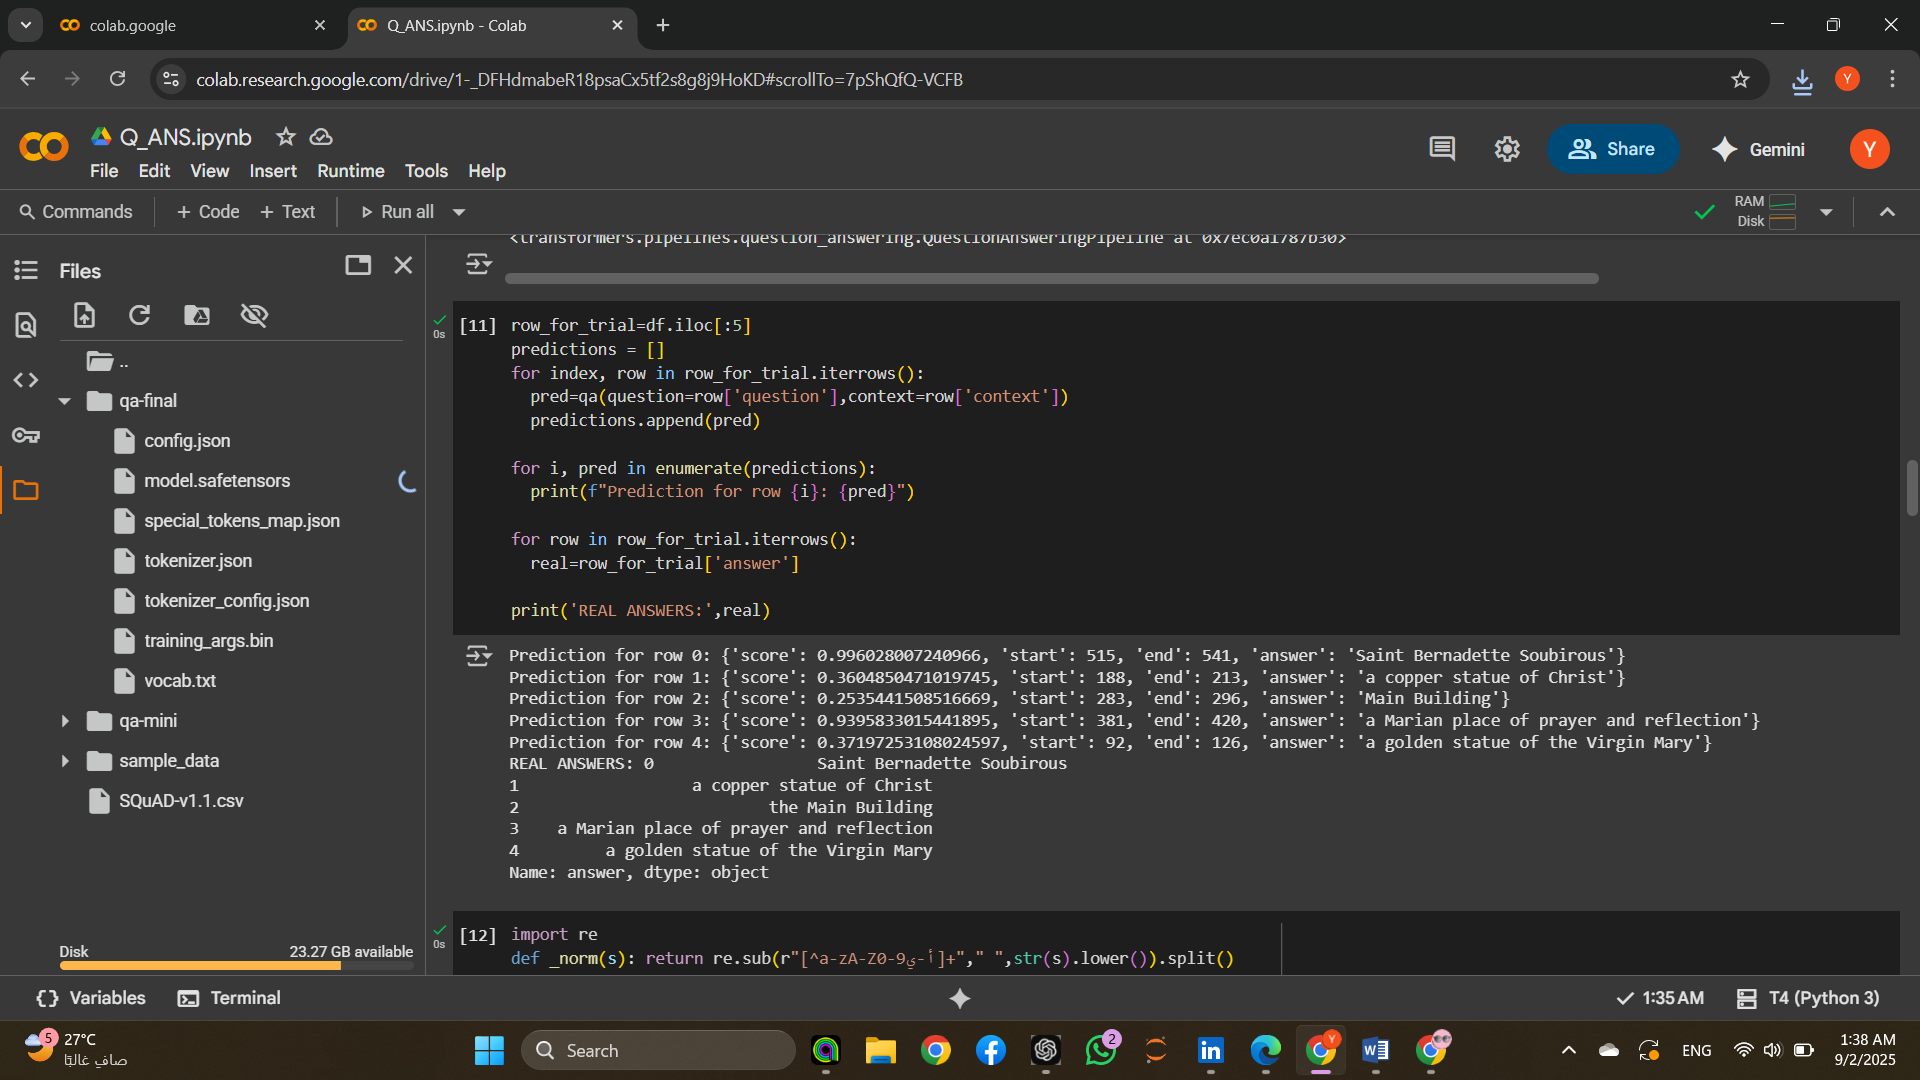 colab.google
Q_ANS.ipynb - Colab
colab.research.google.com/drive/1-_DFHdmabeR18psaCx5tf2s8g8j9HoKD#scrollTo=7pShQfQ-VCFB
Y
Q_ANS.ipynb
File Edit View Insert Runtime Tools Help
Share
Gemini
Y
Commands
+ Code
+ Text
Run all
RAM
Disk
Files
..
qa-final
config.json
model.safetensors
special_tokens_map.json
tokenizer.json
tokenizer_config.json
training_args.bin
vocab.txt
qa-mini
sample_data
SQuAD-v1.1.csv
Disk
23.27 GB available
<transformers.pipelines.question_answering.QuestionAnsweringPipeline at 0x7ec0a1787b30>
0s
[11] row_for_trial=df.iloc[:5]
predictions = []
for index, row in row_for_trial.iterrows():
pred=qa(question=row['question'],context=row['context'])
predictions.append(pred)
for i, pred in enumerate(predictions):
print(f"Prediction for row {i}: {pred}")
for row in row_for_trial.iterrows():
real=row_for_trial['answer']
print('REAL ANSWERS:',real)
Prediction for row 0: {'score': 0.996028007240966, 'start': 515, 'end': 541, 'answer': 'Saint Bernadette Soubirous'}
Prediction for row 1: {'score': 0.3604850471019745, 'start': 188, 'end': 213, 'answer': 'a copper statue of Christ'}
Prediction for row 2: {'score': 0.2535441508516669, 'start': 283, 'end': 296, 'answer': 'Main Building'}
Prediction for row 3: {'score': 0.9395833015441895, 'start': 381, 'end': 420, 'answer': 'a Marian place of prayer and reflection'}
Prediction for row 4: {'score': 0.37197253108024597, 'start': 92, 'end': 126, 'answer': 'a golden statue of the Virgin Mary'}
REAL ANSWERS: 0 Saint Bernadette Soubirous
1 a copper statue of Christ
2 the Main Building
3 a Marian place of prayer and reflection
4 a golden statue of the Virgin Mary
Name: answer, dtype: object
0s
[12] import re
def _norm(s): return re.sub(r"[^a-zA-Z0-9أ-ي]+"," ",str(s).lower()).split()
Variables
Terminal
1:35 AM
T4 (Python 3)
5
27°C
صافٍ غالبًا
Search
2
Y
ENG
1:38 AM
9/2/2025